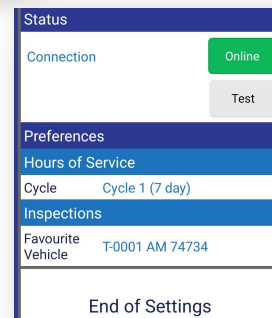 Status
Connection
Online
Test
Preferences
Hours of Service
Cycle Cycle 1 (7 day)
Inspections
Favourite
Vehicle T-0001 AM 74734
End of Settings